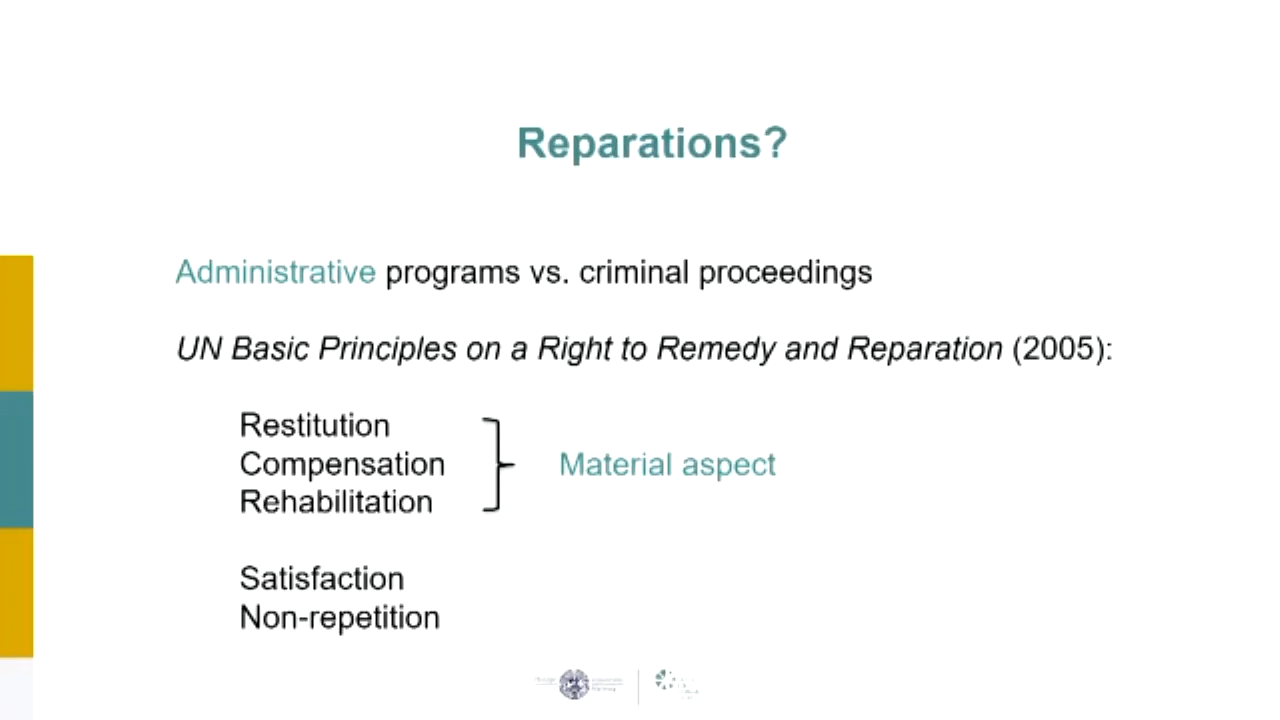 Reparations?
Administrative programs vs. criminal proceedings
UN Basic Principles on a Right to Remedy and Reparation (2005):
Restitution
Compensation
Rehabilitation
Material aspect
Satisfaction
Non-repetition